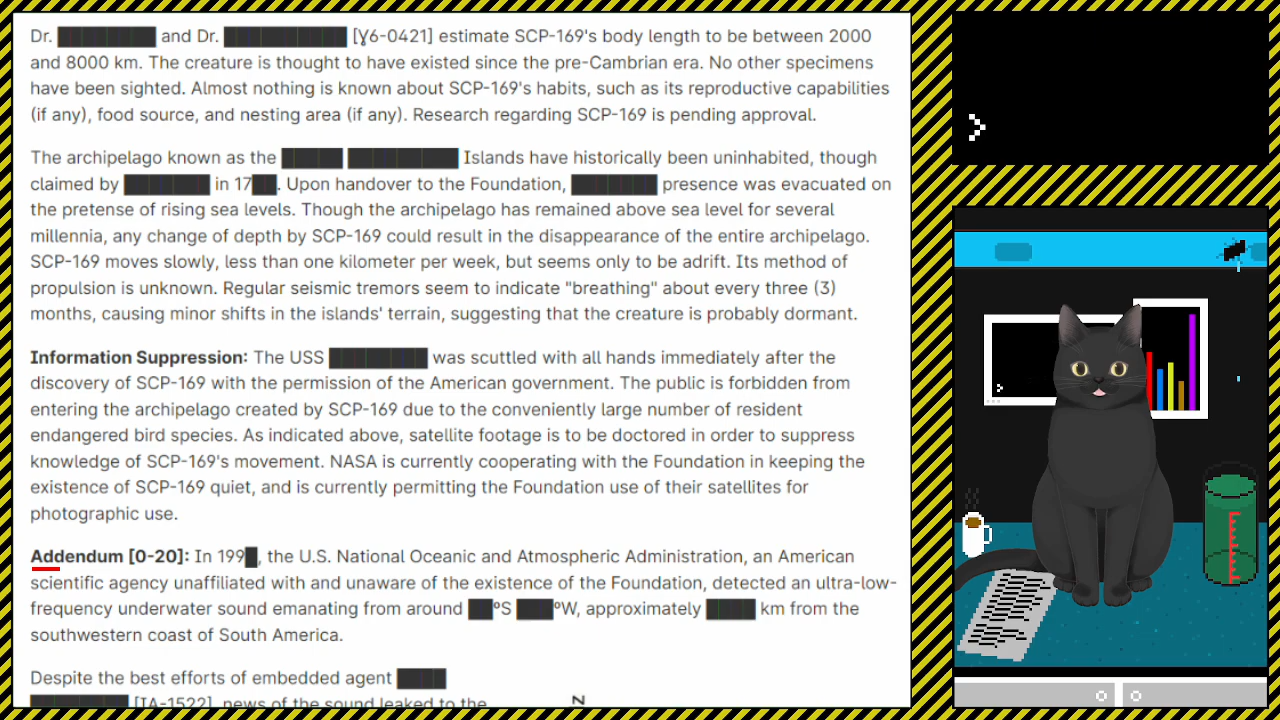 Dr. ████████ and Dr. ██████████ [Ɣ6-0421] estimate SCP-169's body length to be between 2000
and 8000 km. The creature is thought to have existed since the pre-Cambrian era. No other specimens
have been sighted. Almost nothing is known about SCP-169's habits, such as its reproductive capabilities
(if any), food source, and nesting area (if any). Research regarding SCP-169 is pending approval.
The archipelago known as the █████ █████████ Islands have historically been uninhabited, though
claimed by ███████ in 17██. Upon handover to the Foundation, ███████ presence was evacuated on
the pretense of rising sea levels. Though the archipelago has remained above sea level for several
millennia, any change of depth by SCP-169 could result in the disappearance of the entire archipelago.
SCP-169 moves slowly, less than one kilometer per week, but seems only to be adrift. Its method of
propulsion is unknown. Regular seismic tremors seem to indicate "breathing" about every three (3)
months, causing minor shifts in the islands' terrain, suggesting that the creature is probably dormant.
Information Suppression: The USS ████████ was scuttled with all hands immediately after the
discovery of SCP-169 with the permission of the American government. The public is forbidden from
entering the archipelago created by SCP-169 due to the conveniently large number of resident
endangered bird species. As indicated above, satellite footage is to be doctored in order to suppress
knowledge of SCP-169's movement. NASA is currently cooperating with the Foundation in keeping the
existence of SCP-169 quiet, and is currently permitting the Foundation use of their satellites for
photographic use.
Addendum [0-20]: In 199█, the U.S. National Oceanic and Atmospheric Administration, an American
scientific agency unaffiliated with and unaware of the existence of the Foundation, detected an ultra-low-
frequency underwater sound emanating from around ██ºS ███ºW, approximately ████ km from the
southwestern coast of South America.
Despite the best efforts of embedded agent ████
████████ [IA-1522], news of the sound leaked to the
N
>
>